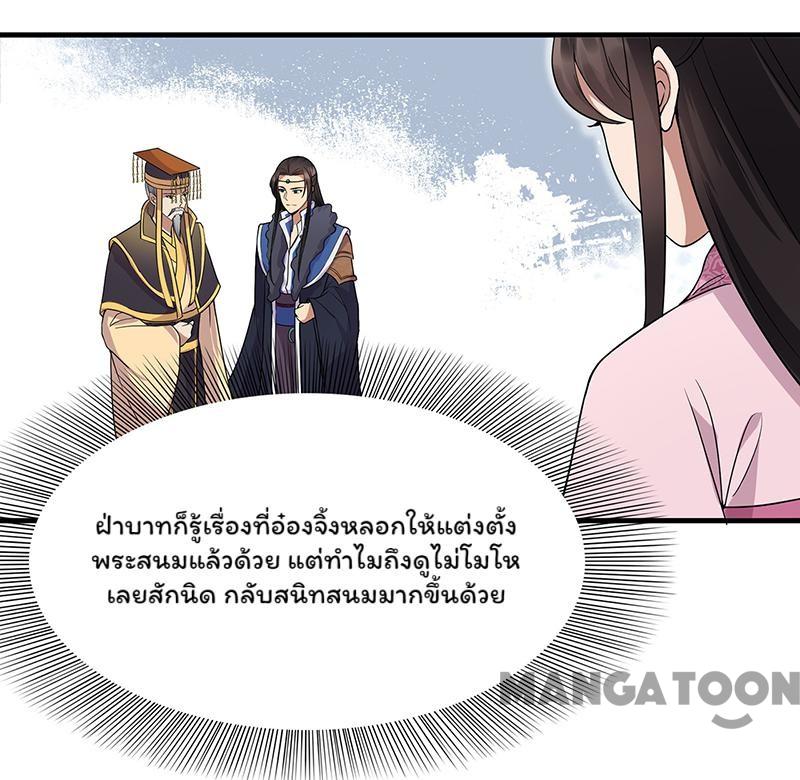 ฝ่าบาทก็รู้เรื่องที่อ๋องจิ้งหลอกให้แต่งตั้ง
พระสนมแล้วด้วย แต่ทำไมถึงดูไม่โมโห
เลยสักนิด กลับสนิทสนมมากขึ้นด้วย
MANGATOON